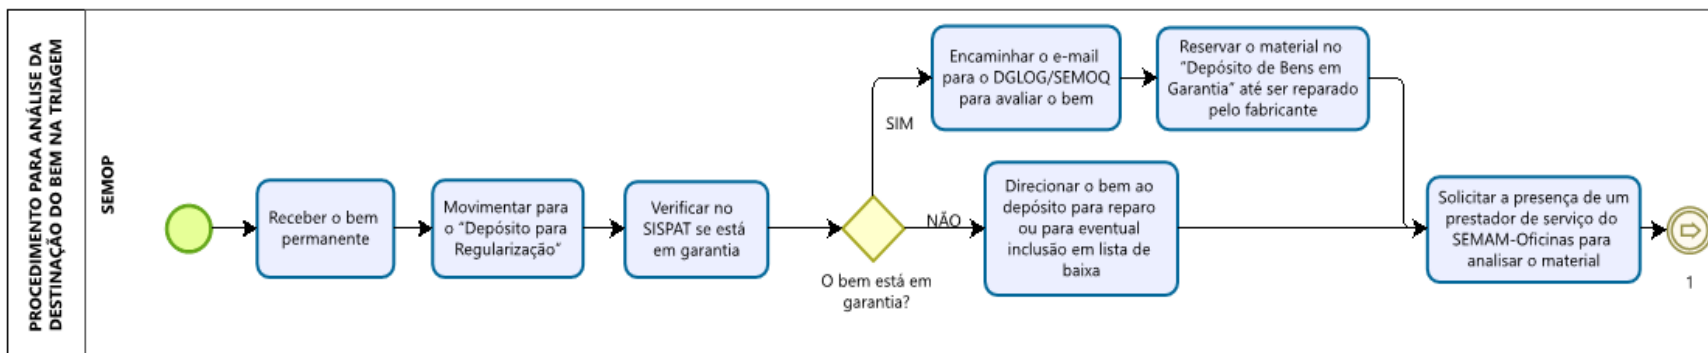 PROCEDIMENTO PARA ANÁLISE DA
DESTINAÇÃO DO BEM NA TRIAGEM
SEMOP
Receber o bem
permanente
Movimentar para
o “Depósito para
Regularização”
Verificar no
SISPAT se está
em garantia
O bem está em
garantia?
SIM
Encaminhar o e-mail
para o DGLOG/SEMOQ
para avaliar o bem
Reservar o material no
“Depósito de Bens em
Garantia” até ser reparado
pelo fabricante
NÃO
Direcionar o bem ao
depósito para reparo
ou para eventual
inclusão em lista de
baixa
Solicitar a presença de um
prestador de serviço do
SEMAM-Oficinas para
analisar o material
1